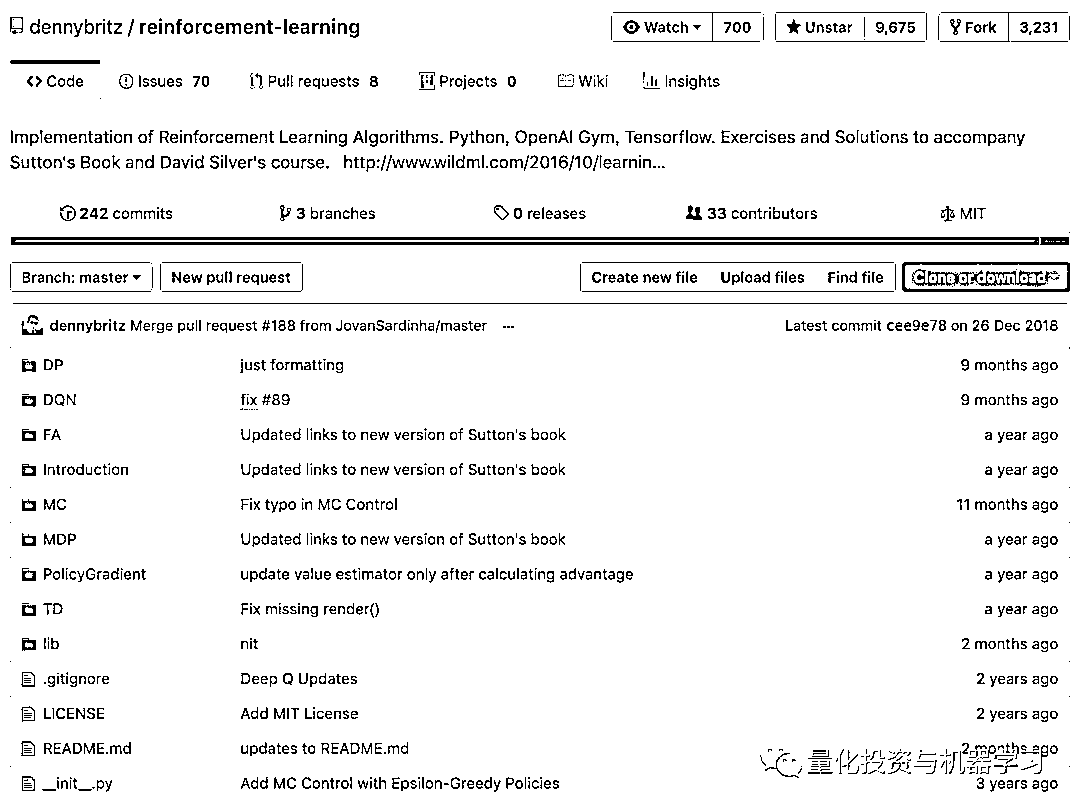 dennybritz / reinforcement-learning
Watch 700 Unstar 9,675 Fork 3,231
Code Issues 70 Pull requests 8 Projects 0 Wiki Insights
Implementation of Reinforcement Learning Algorithms. Python, OpenAI Gym, Tensorflow. Exercises and Solutions to accompany
Sutton's Book and David Silver's course. http://www.wildml.com/2016/10/learnin...
242 commits 3 branches 0 releases 33 contributors MIT
Branch: master New pull request Create new file Upload files Find file Clone or download
dennybritz Merge pull request #188 from JovanSardinha/master ... Latest commit cee9e78 on 26 Dec 2018
DP just formatting 9 months ago
DQN fix #89 9 months ago
FA Updated links to new version of Sutton's book a year ago
Introduction Updated links to new version of Sutton's book a year ago
MC Fix typo in MC Control 11 months ago
MDP Updated links to new version of Sutton's book a year ago
PolicyGradient update value estimator only after calculating advantage a year ago
TD Fix missing render() a year ago
lib nit 2 months ago
.gitignore Deep Q Updates 2 years ago
LICENSE Add MIT License 2 years ago
README.md updates to README.md 2 months ago
__init__.py Add MC Control with Epsilon-Greedy Policies 3 years ago
量化投资与机器学习